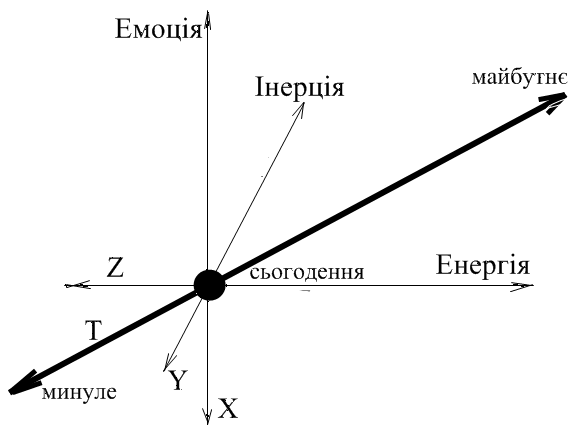 Емоція
майбутнє
Інерція
Z
сьогодення
Енергія
T
минуле
Y
X